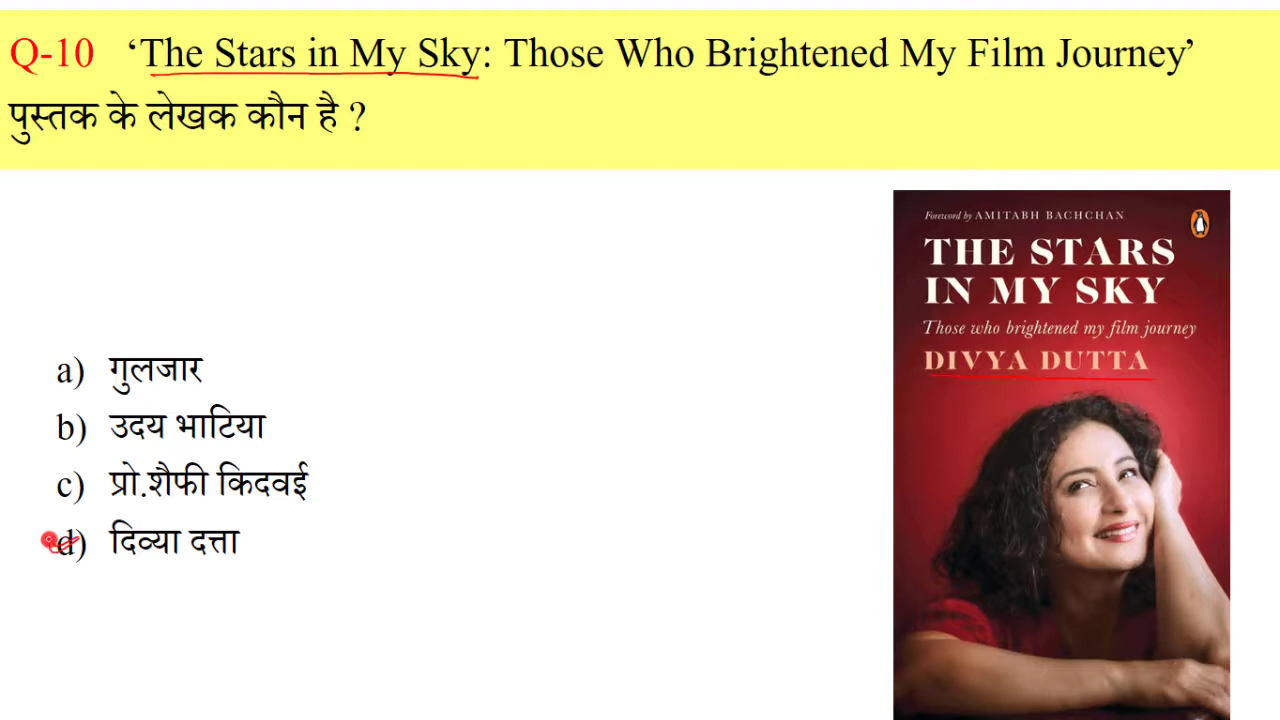 Q-10 ‘The Stars in My Sky: Those Who Brightened My Film Journey’
पुस्तक के लेखक कौन है ?
a) गुलजार
b) उदय भाटिया
c) प्रो.शैफी किदवई
d) दिव्या दत्ता
Foreword by AMITABH BACHCHAN
THE STARS
IN MY SKY
Those who brightened my film journey
DIVYA DUTTA